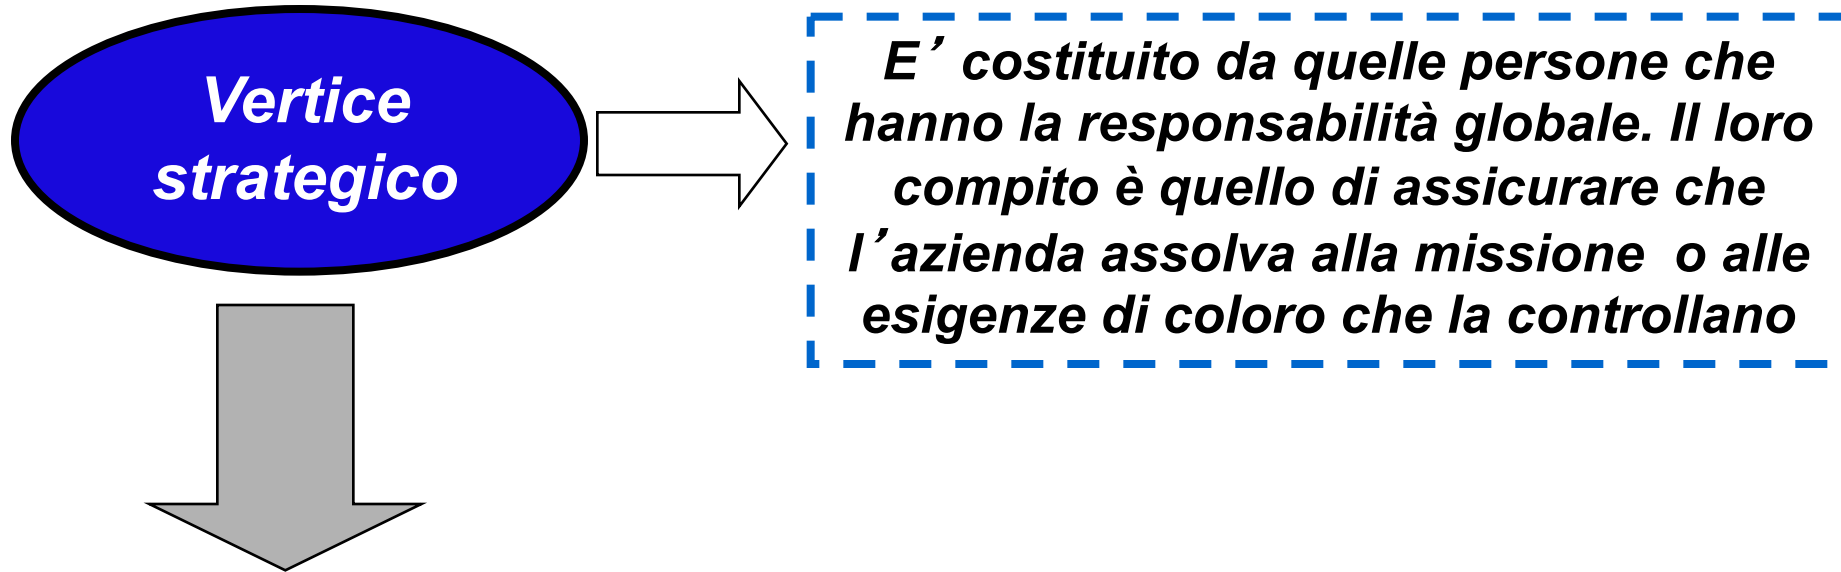 Vertice
strategico
E’ costituito da quelle persone che
hanno la responsabilità globale. Il loro
compito è quello di assicurare che
l’azienda assolva alla missione  o alle
esigenze di coloro che la controllano